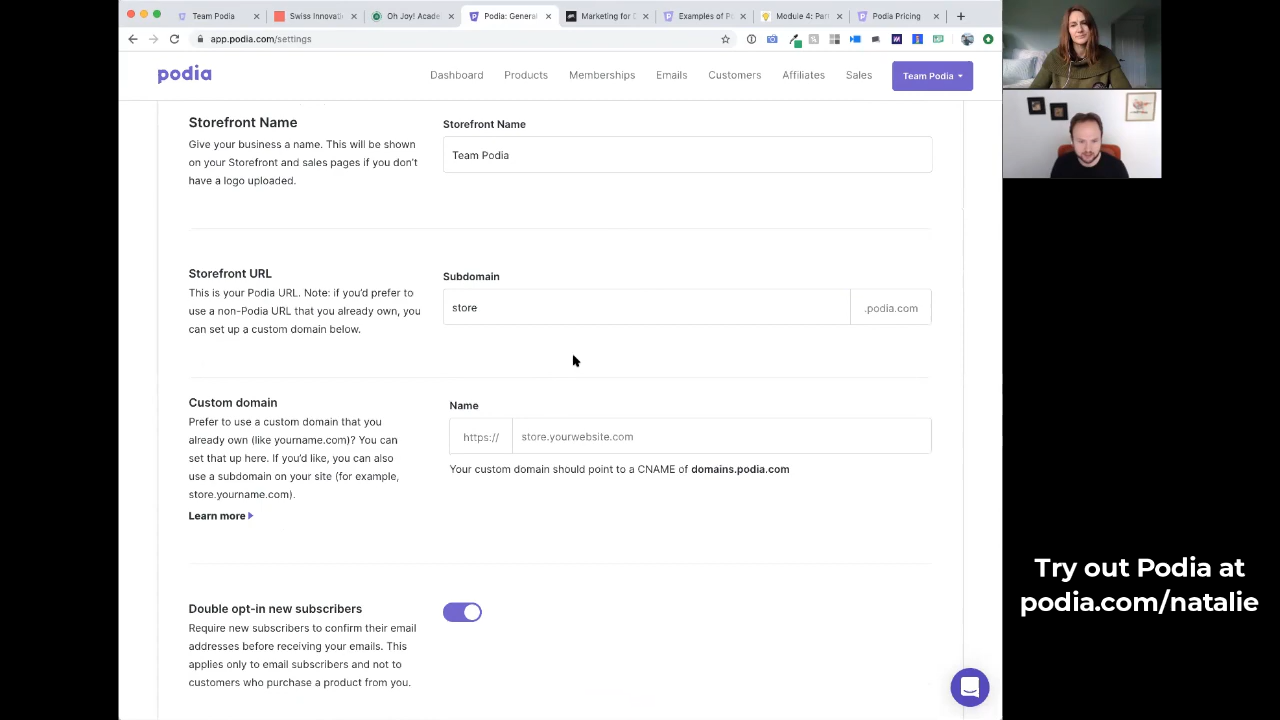 Team Podia
Swiss Innovati
Oh Joy! Acade
Podia: General
Marketing for D
Examples of Po
Module 4: Par
Podia Pricing
app.podia.com/settings
podia
Dashboard
Products
Memberships
Emails
Customers
Affiliates
Sales
Team Podia
Storefront Name
Give your business a name. This will be shown
on your Storefront and sales pages if you don't
have a logo uploaded.
Storefront Name
Team Podia
Storefront URL
This is your Podia URL. Note: if you'd prefer to
use a non-Podia URL that you already own, you
can set up a custom domain below.
Subdomain
store
.podia.com
Custom domain
Prefer to use a custom domain that you
already own (like yourname.com)? You can
set that up here. If you'd like, you can also
use a subdomain on your site (for example,
store.yourname.com).
Learn more
Name
https://
store.yourwebsite.com
Your custom domain should point to a CNAME of domains.podia.com
Double opt-in new subscribers
Require new subscribers to confirm their email
addresses before receiving your emails. This
applies only to email subscribers and not to
customers who purchase a product from you.
Try out Podia at
podia.com/natalie